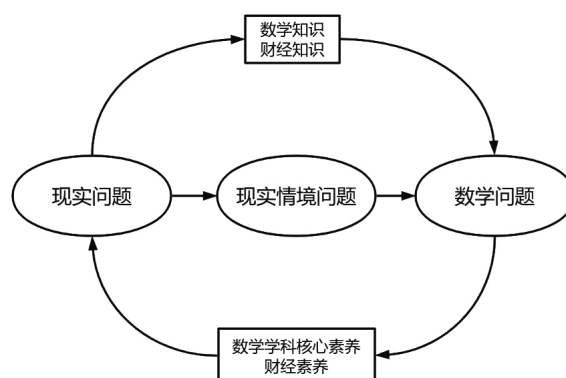 数学知识
财经知识
现实问题
现实情境问题
数学问题
数学学科核心素养
财经素养